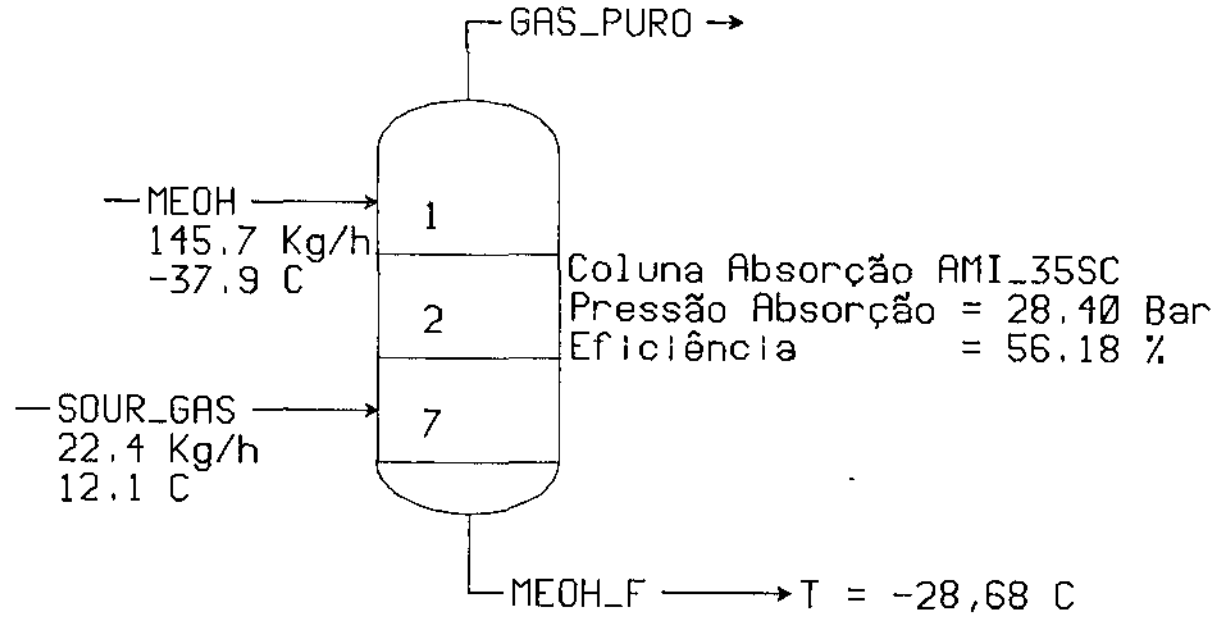 GAS_PURO
MEOH
145.7 Kg/h
-37.9 C
1
Coluna Absorção AMI_35SC
Pressão Absorção = 28.40 Bar
2
Eficiência = 56.18 %
SOUR_GAS
22.4 Kg/h
12.1 C
7
MEOH_F
T = -28,68 C